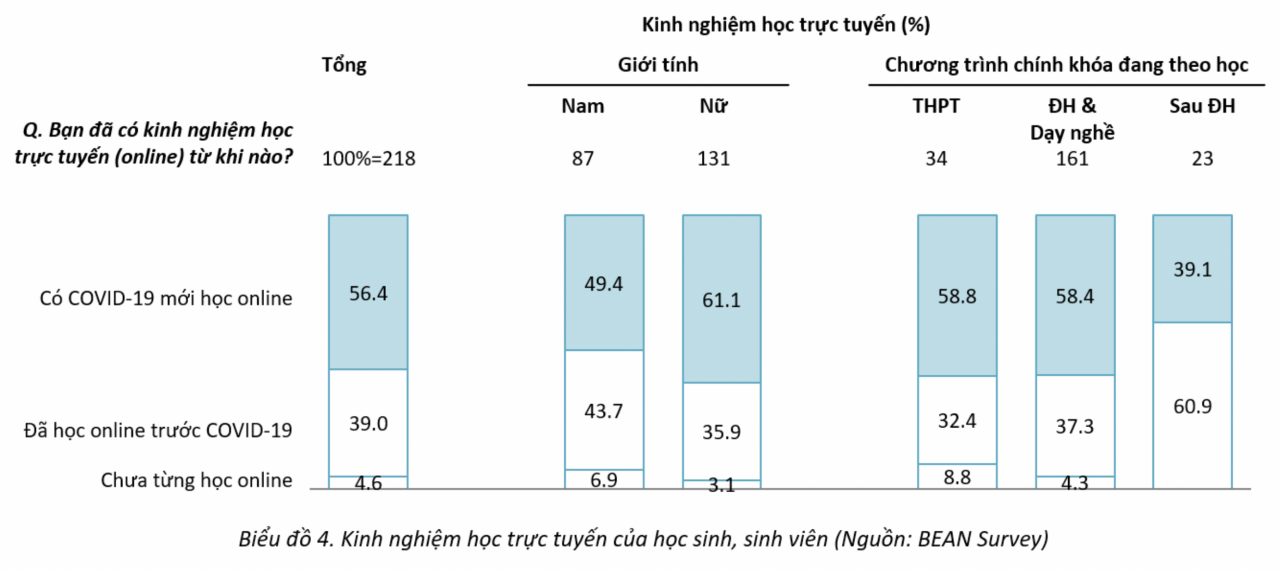 Kinh nghiệm học trực tuyến (%)
Tổng
Giới tính
Chương trình chính khóa đang theo học
Nam
Nữ
THPT
ĐH &
Dạy nghề
Sau ĐH
Q. Bạn đã có kinh nghiệm học
trực tuyến (online) từ khi nào?
100%=218
87
131
34
161
23
Có COVID-19 mới học online
56.4
49.4
61.1
58.8
58.4
39.1
Đã học online trước COVID-19
39.0
43.7
35.9
32.4
37.3
60.9
Chưa từng học online
4.6
6.9
3.1
8.8
4.3
Biểu đồ 4. Kinh nghiệm học trực tuyến của học sinh, sinh viên (Nguồn: BEAN Survey)